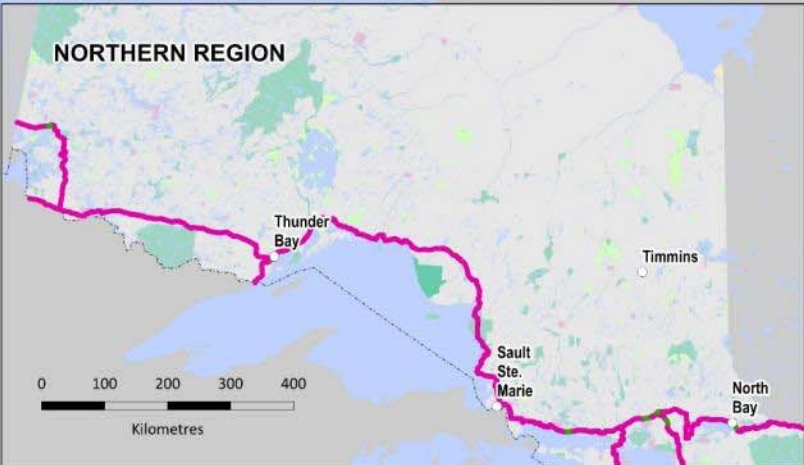 NORTHERN REGION
Thunder
Bay
Timmins
Sault
Ste.
Marie
North
Bay
0 100 200 300 400
Kilometres